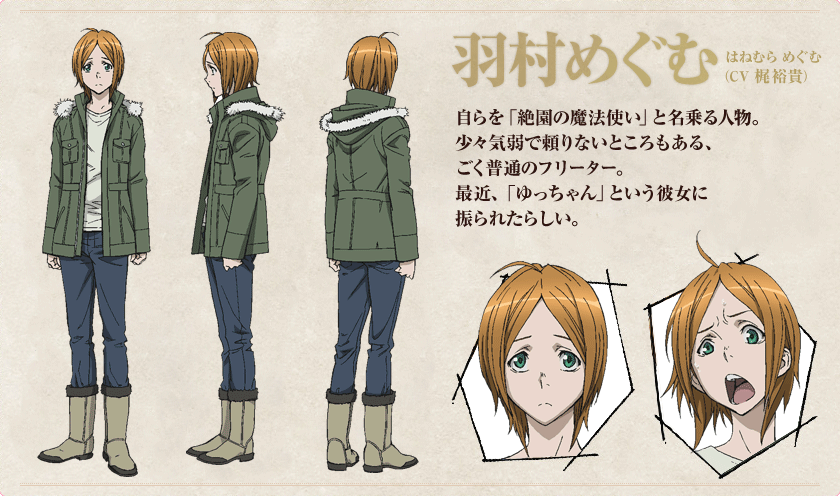 羽村めぐむ
はねむら めぐむ
（CV 梶裕貴）
自らを「絶園の魔法使い」と名乗る人物。
少々気弱で頼りないところもある、
ごく普通のフリーター。
最近、「ゆっちゃん」という彼女に
振られたらしい。